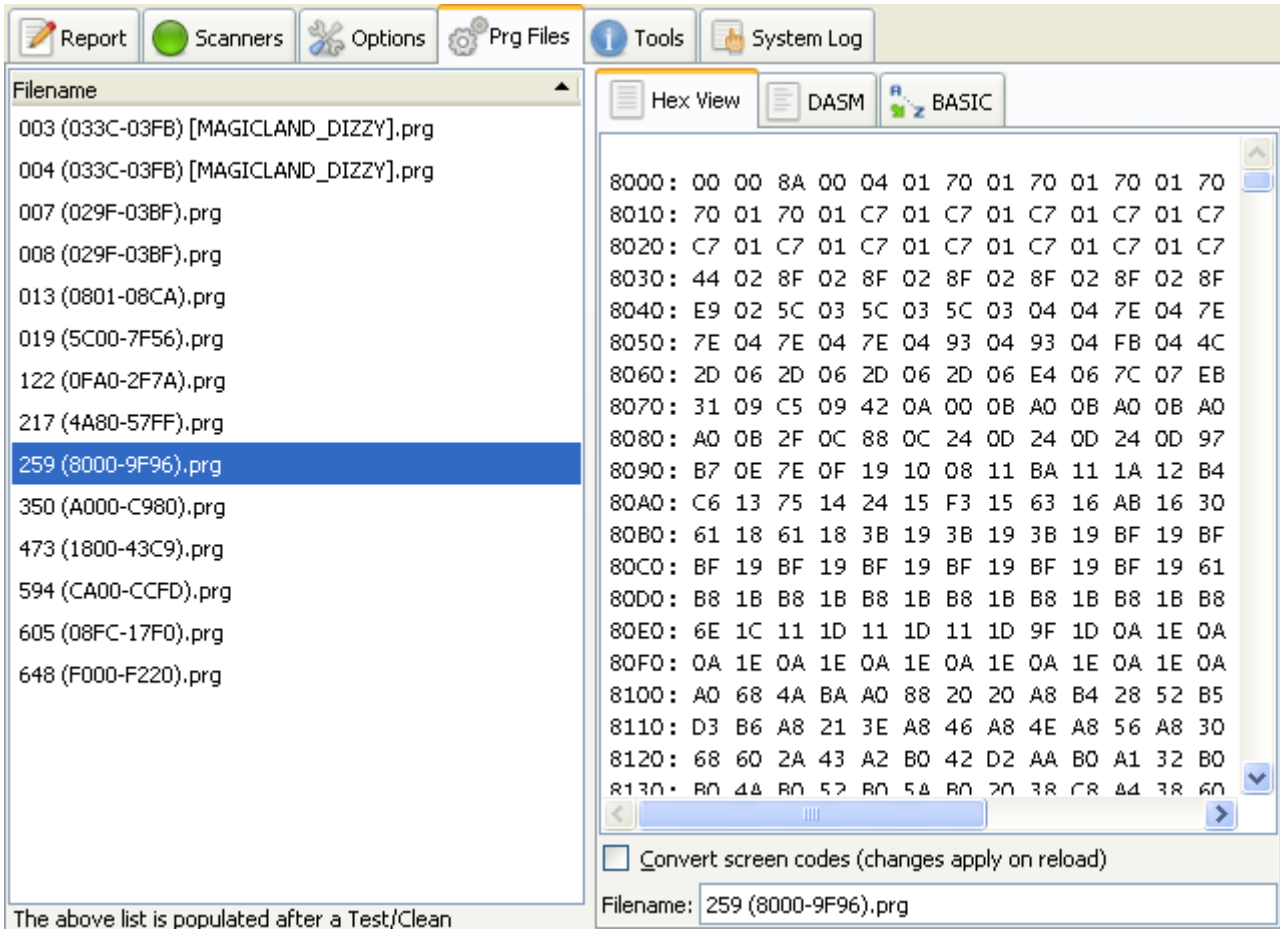 Report Scanners Options Prg Files Tools System Log
Filename
003 (033C-03FB) [MAGICLAND_DIZZY].prg
004 (033C-03FB) [MAGICLAND_DIZZY].prg
007 (029F-03BF).prg
008 (029F-03BF).prg
013 (0801-08CA).prg
019 (5C00-7F56).prg
122 (0FA0-2F7A).prg
217 (4A80-57FF).prg
259 (8000-9F96).prg
350 (A000-C980).prg
473 (1800-43C9).prg
594 (CA00-CCFD).prg
605 (08FC-17F0).prg
648 (F000-F220).prg
The above list is populated after a Test/Clean
Hex View DASM BASIC
8000: 00 00 8A 00 04 01 70 01 70 01 70 01 70
8010: 70 01 70 01 C7 01 C7 01 C7 01 C7 01 C7
8020: C7 01 C7 01 C7 01 C7 01 C7 01 C7 01 C7
8030: 44 02 8F 02 8F 02 8F 02 8F 02 8F 02 8F
8040: E9 02 5C 03 5C 03 5C 03 04 04 7E 04 7E
8050: 7E 04 7E 04 7E 04 93 04 93 04 FB 04 4C
8060: 2D 06 2D 06 2D 06 2D 06 E4 06 7C 07 EB
8070: 31 09 C5 09 42 0A 00 0B A0 0B A0 0B A0
8080: A0 0B 2F 0C 88 0C 24 0D 24 0D 24 0D 97
8090: B7 0E 7E 0F 19 10 08 11 BA 11 1A 12 B4
80A0: C6 13 75 14 24 15 F3 15 63 16 AB 16 30
80B0: 61 18 61 18 3B 19 3B 19 3B 19 BF 19 BF
80C0: BF 19 BF 19 BF 19 BF 19 BF 19 BF 19 61
80D0: B8 1B B8 1B B8 1B B8 1B B8 1B B8 1B B8
80E0: 6E 1C 11 1D 11 1D 11 1D 9F 1D 0A 1E 0A
80F0: 0A 1E 0A 1E 0A 1E 0A 1E 0A 1E 0A 1E 0A
8100: A0 68 4A BA A0 88 20 20 A8 B4 28 52 B5
8110: D3 B6 A8 21 3E A8 46 A8 4E A8 56 A8 30
8120: 68 60 2A 43 A2 B0 42 D2 AA B0 A1 32 B0
8130: B0 4A B0 52 B0 5A B0 20 38 C8 A4 38 60
Convert screen codes (changes apply on reload)
Filename: 259 (8000-9F96).prg